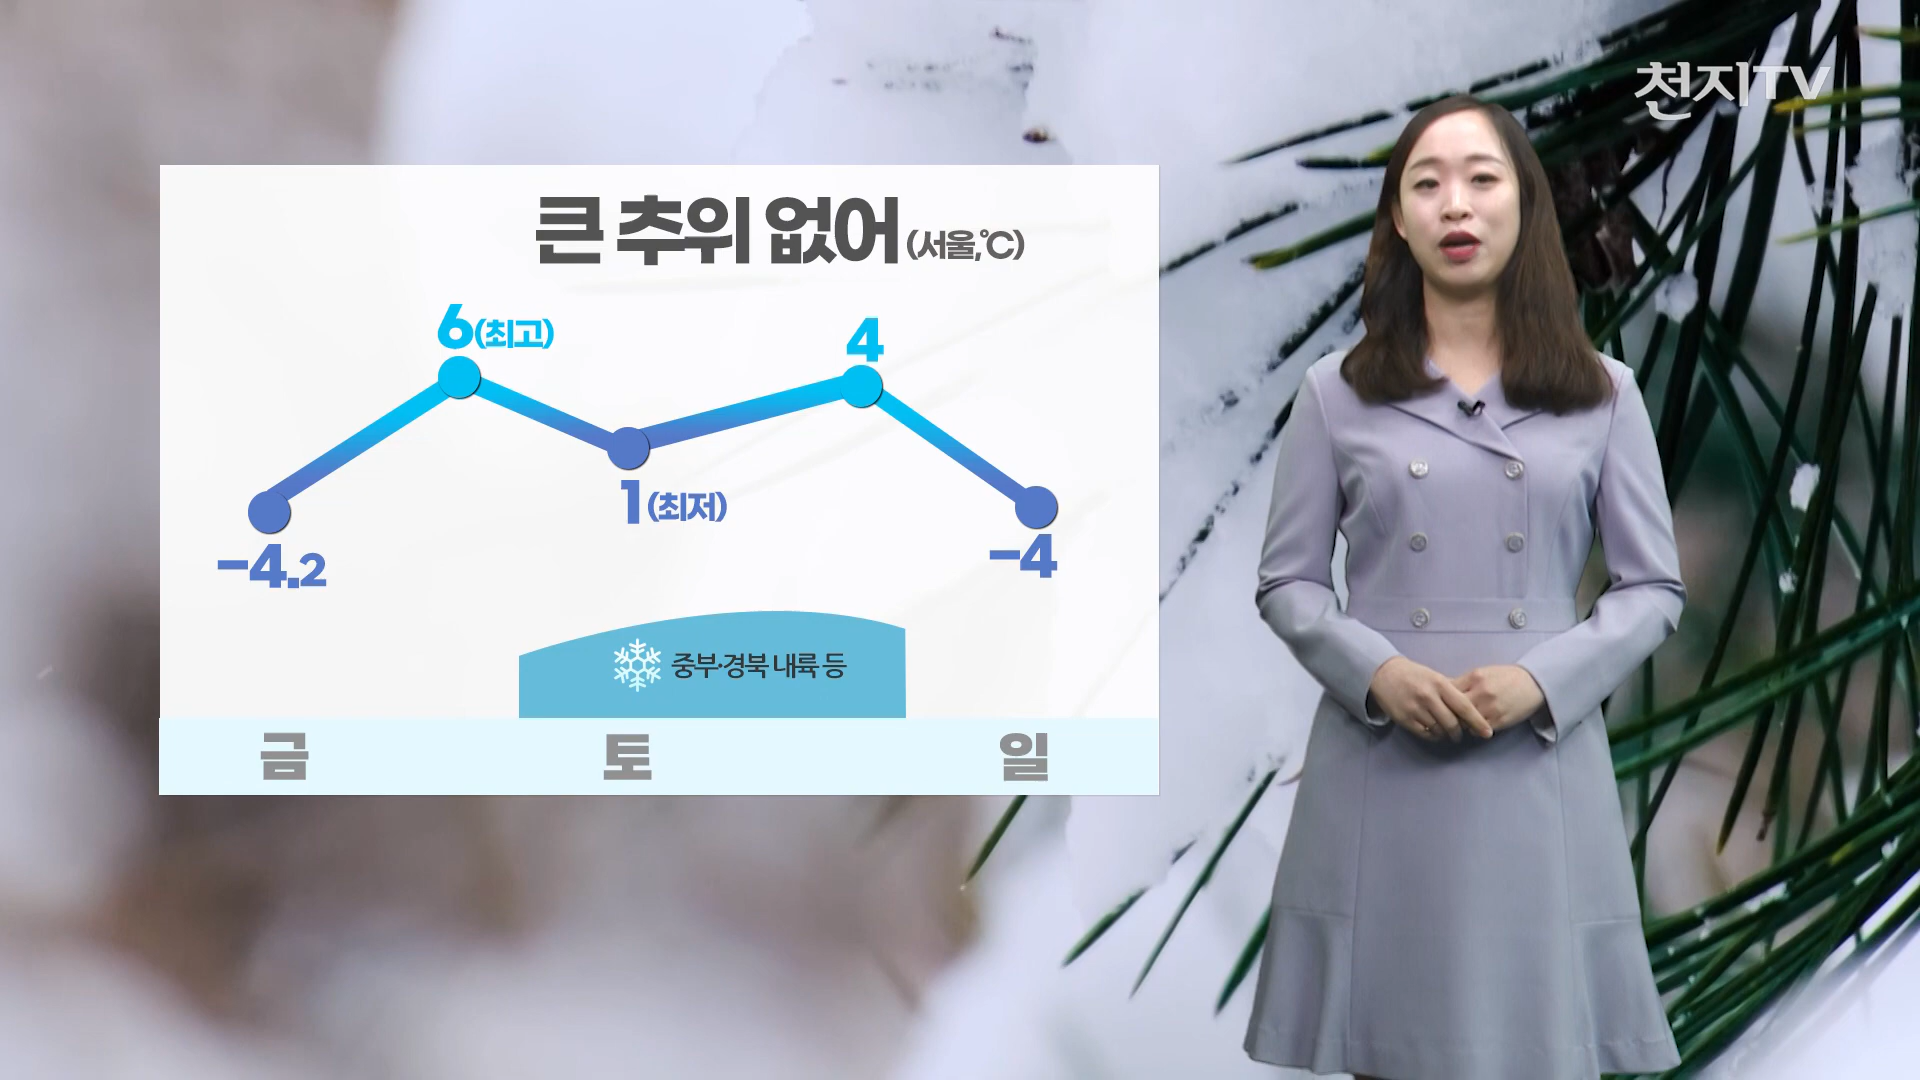 천지TV
큰 추위 없어 (서울,℃)
6(최고)
4
1(최저)
-4.2
-4
중부·경북 내륙 등
금 토 일